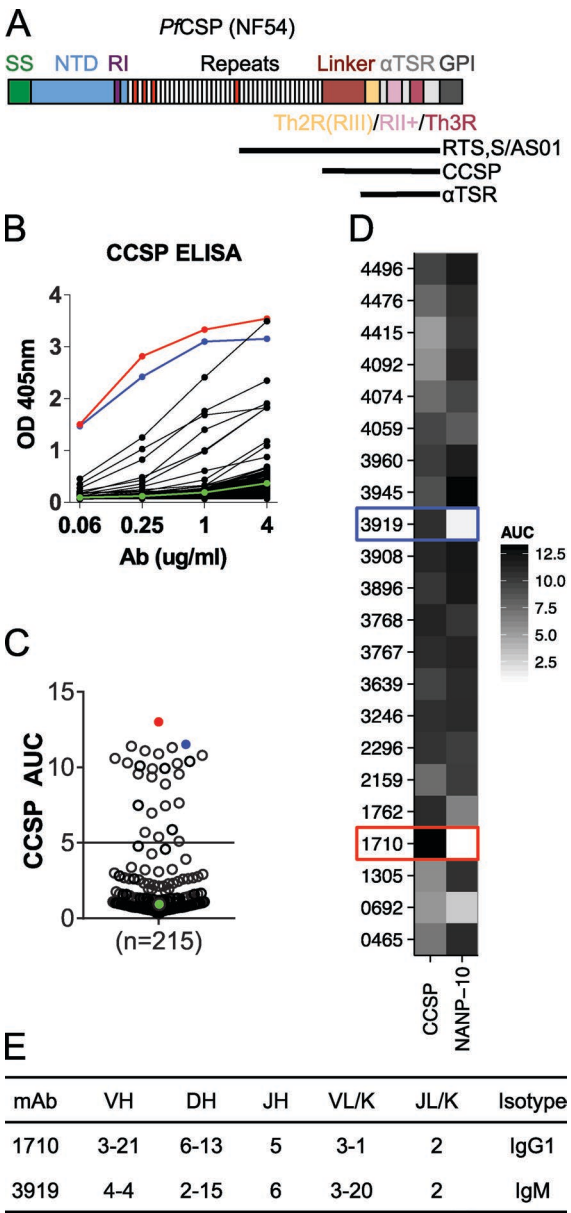 A
PfCSP (NF54)
SS NTD RI Repeats Linker αTSR GPI
Th2R(RIII)/RII+/Th3R
RTS,S/AS01
CCSP
αTSR
B
CCSP ELISA
OD 405nm
4
3
2
1
0
0.06 0.25 1 4
Ab (ug/ml)
C
CCSP AUC
15
10
5
0
(n=215)
D
4496
4476
4415
4092
4074
4059
3960
3945
3919
3908
3896
3768
3767
3639
3246
2296
2159
1762
1710
1305
0692
0465
CCSP
NANP-10
AUC
12.5
10.0
7.5
5.0
2.5
E
mAb VH DH JH VL/K JL/K Isotype
1710 3-21 6-13 5 3-1 2 IgG1
3919 4-4 2-15 6 3-20 2 IgM